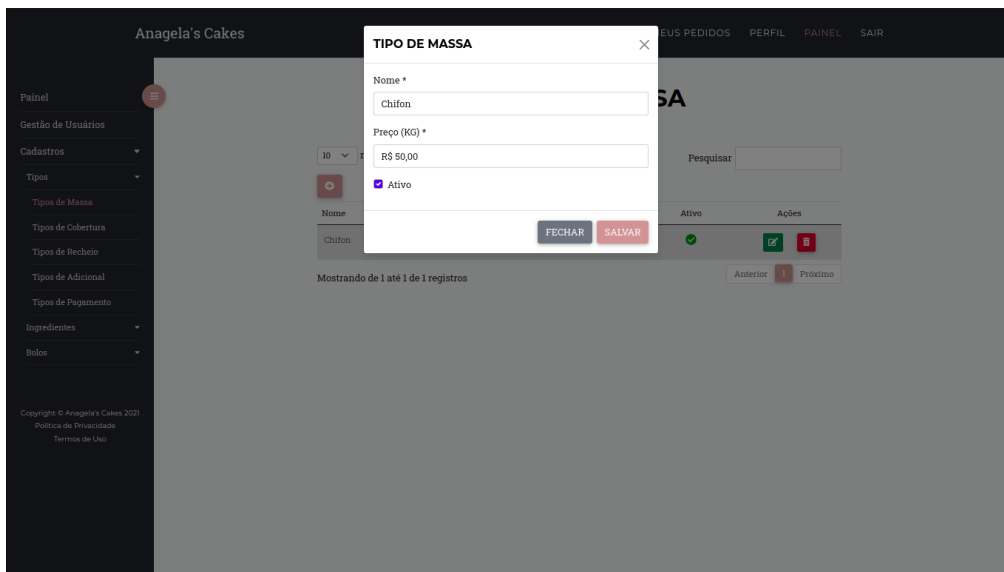 Anagela's Cakes
EUS PEDIDOS PERFIL PAINEL SAIR
TIPO DE MASSA
Nome *
Chifon
Preço (KG) *
R$ 50,00
Ativo
FECHAR SALVAR
Painel
Gestão de Usuários
Cadastros
Tipos
Tipos de Massa
Tipos de Cobertura
Tipos de Recheio
Tipos de Adicional
Tipos de Pagamento
Ingredientes
Bolos
Copyright © Anagela's Cakes 2021
Política de Privacidade
Termos de Uso
SA
10
Pesquisar
Nome Ativo Ações
Chifon
Mostrando de 1 até 1 de 1 registros
Anterior 1 Próximo